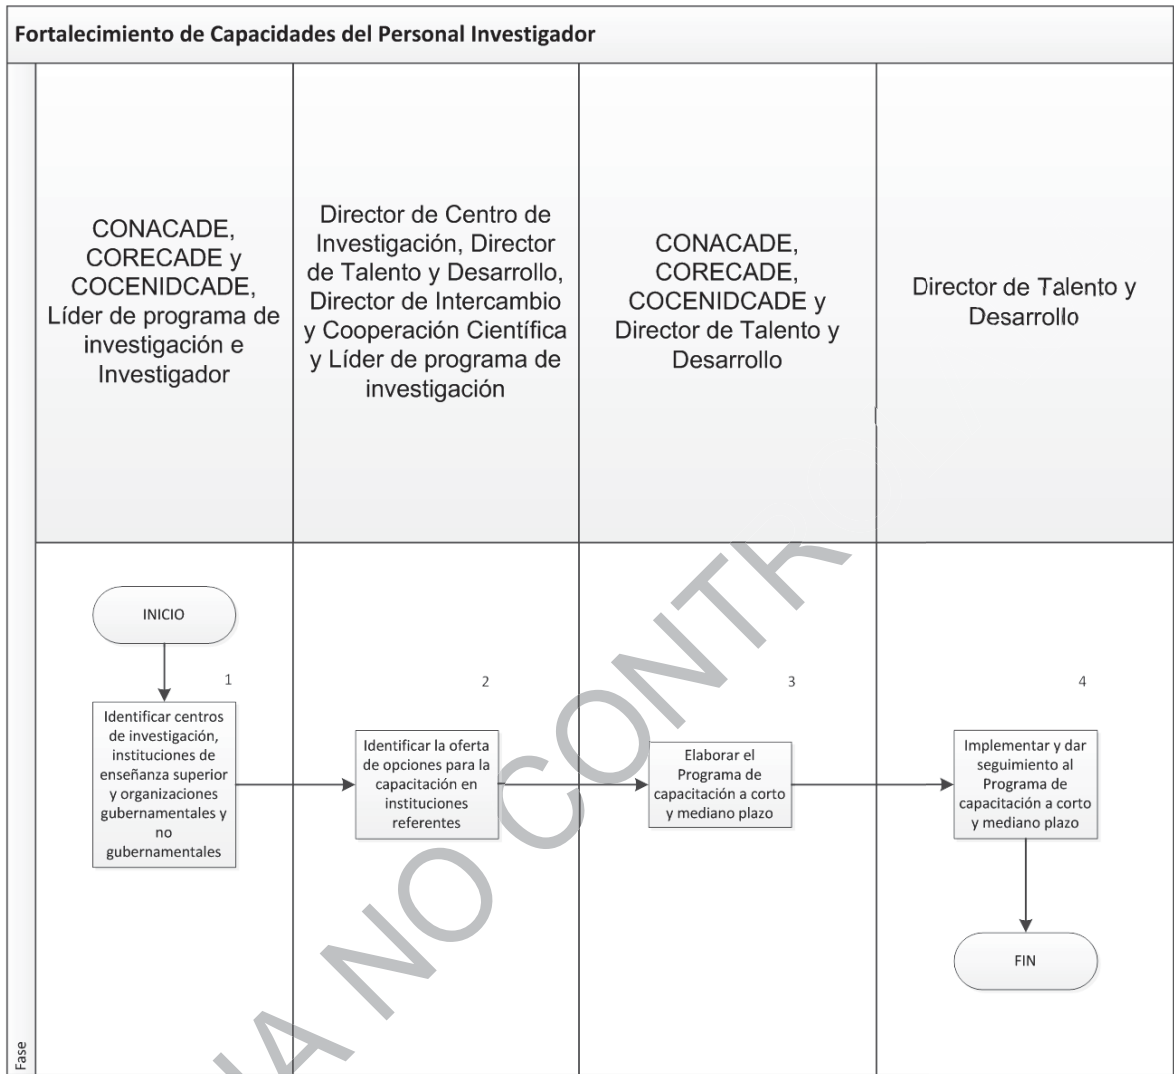 Fortalecimiento de Capacidades del Personal Investigador
CONACADE,
CORECADE y
COCENIDCADE,
Líder de programa de
investigación e
Investigador
Director de Centro de
Investigación, Director
de Talento y Desarrollo,
Director de Intercambio
y Cooperación Científica
y Líder de programa de
investigación
CONACADE,
CORECADE,
COCENIDCADE y
Director de Talento y
Desarrollo
Director de Talento y
Desarrollo
INICIO
1
Identificar centros
de investigación,
instituciones de
enseñanza superior
y organizaciones
gubernamentales y
no
gubernamentales
2
Identificar la oferta
de opciones para la
capacitación en
instituciones
referentes
3
Elaborar el
Programa de
capacitación a corto
y mediano plazo
4
Implementar y dar
seguimiento al
Programa de
capacitación a corto
y mediano plazo
FIN
Fase
NO CONTR